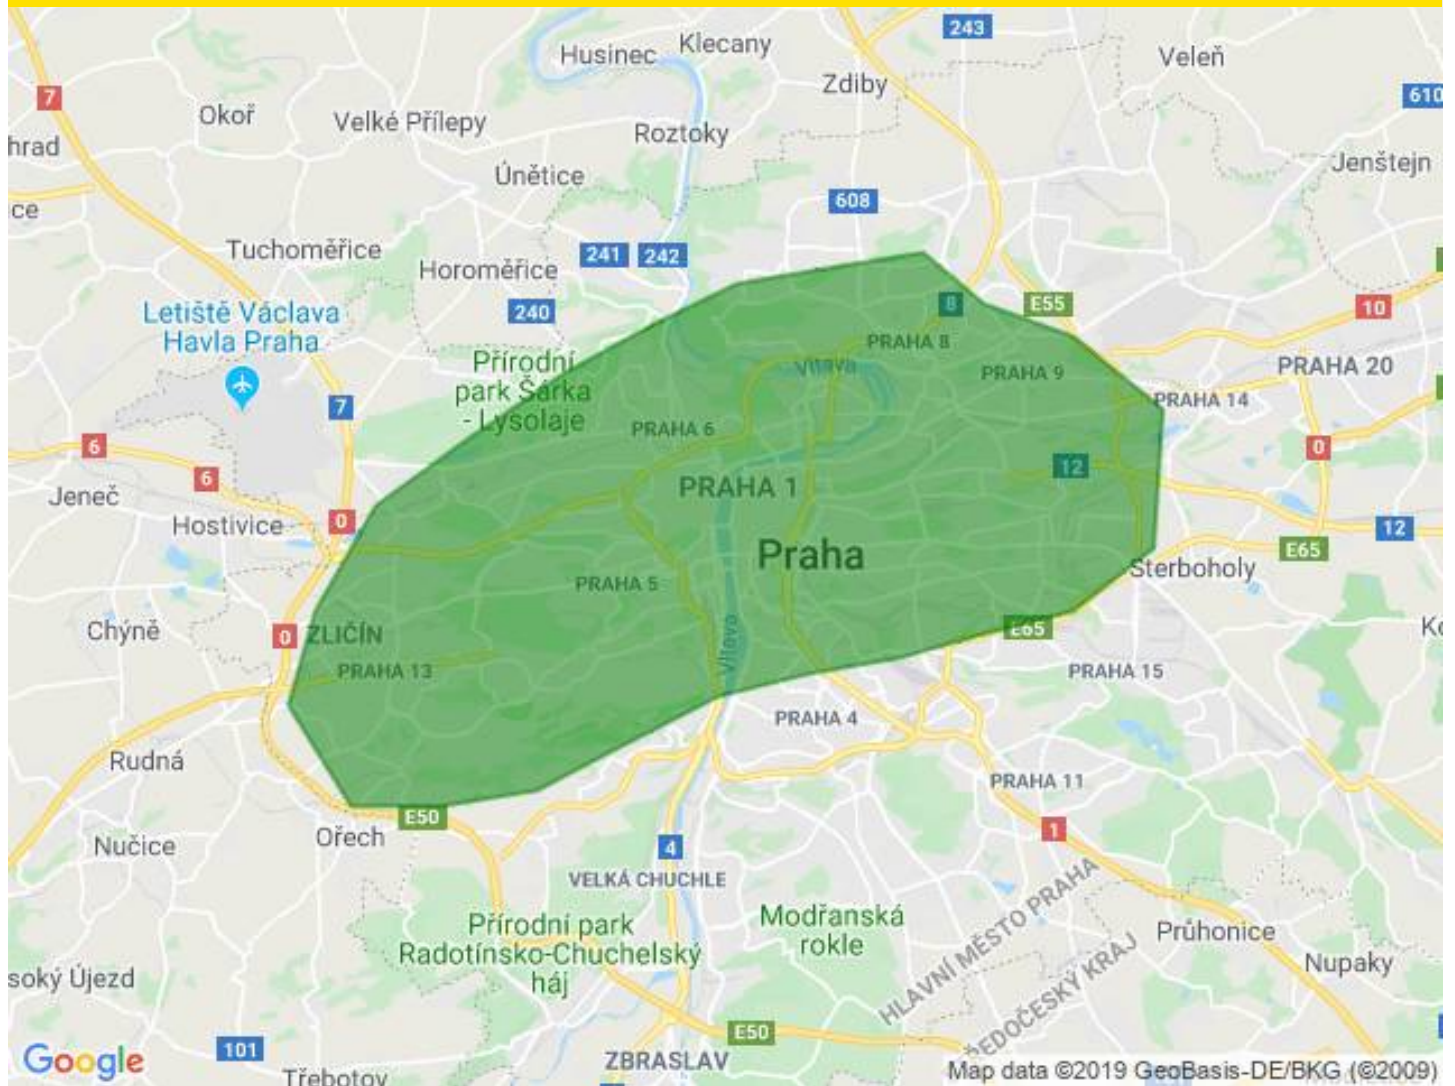 243
Klecany
Husinec
Veleň
Zdiby
7
610
Okoř
Velké Přílepy
Roztoky
hrad
Jenštejn
Únětice
ce
608
Tuchoměřice
241
242
Horoměřice
8
E55
10
Letiště Václava
Havla Praha
240
PRAHA 8
Přírodní
park Šárka
- Lysolaje
Vltava
PRAHA 9
PRAHA 20
7
PRAHA 14
PRAHA 6
6
0
6
12
Jeneč
PRAHA 1
Hostivice
0
12
Praha
E65
Sterboholy
PRAHA 5
Chýně
0
ZLIČÍN
E65
Ko
Vltava
PRAHA 13
PRAHA 15
PRAHA 4
Rudná
PRAHA 11
E50
Ořech
1
Nučice
4
VELKÁ CHUCHLE
Přírodní park
Radotínsko-Chuchelský
háj
Modřanská
rokle
HLAVNÍ MĚSTO PRAHA
Průhonice
Nupaky
soký Újezd
ŘEDOČESKÝ KRAJ
E50
101
Google
ZBRASLAV
Třebotov
Map data ©2019 GeoBasis-DE/BKG (©2009)